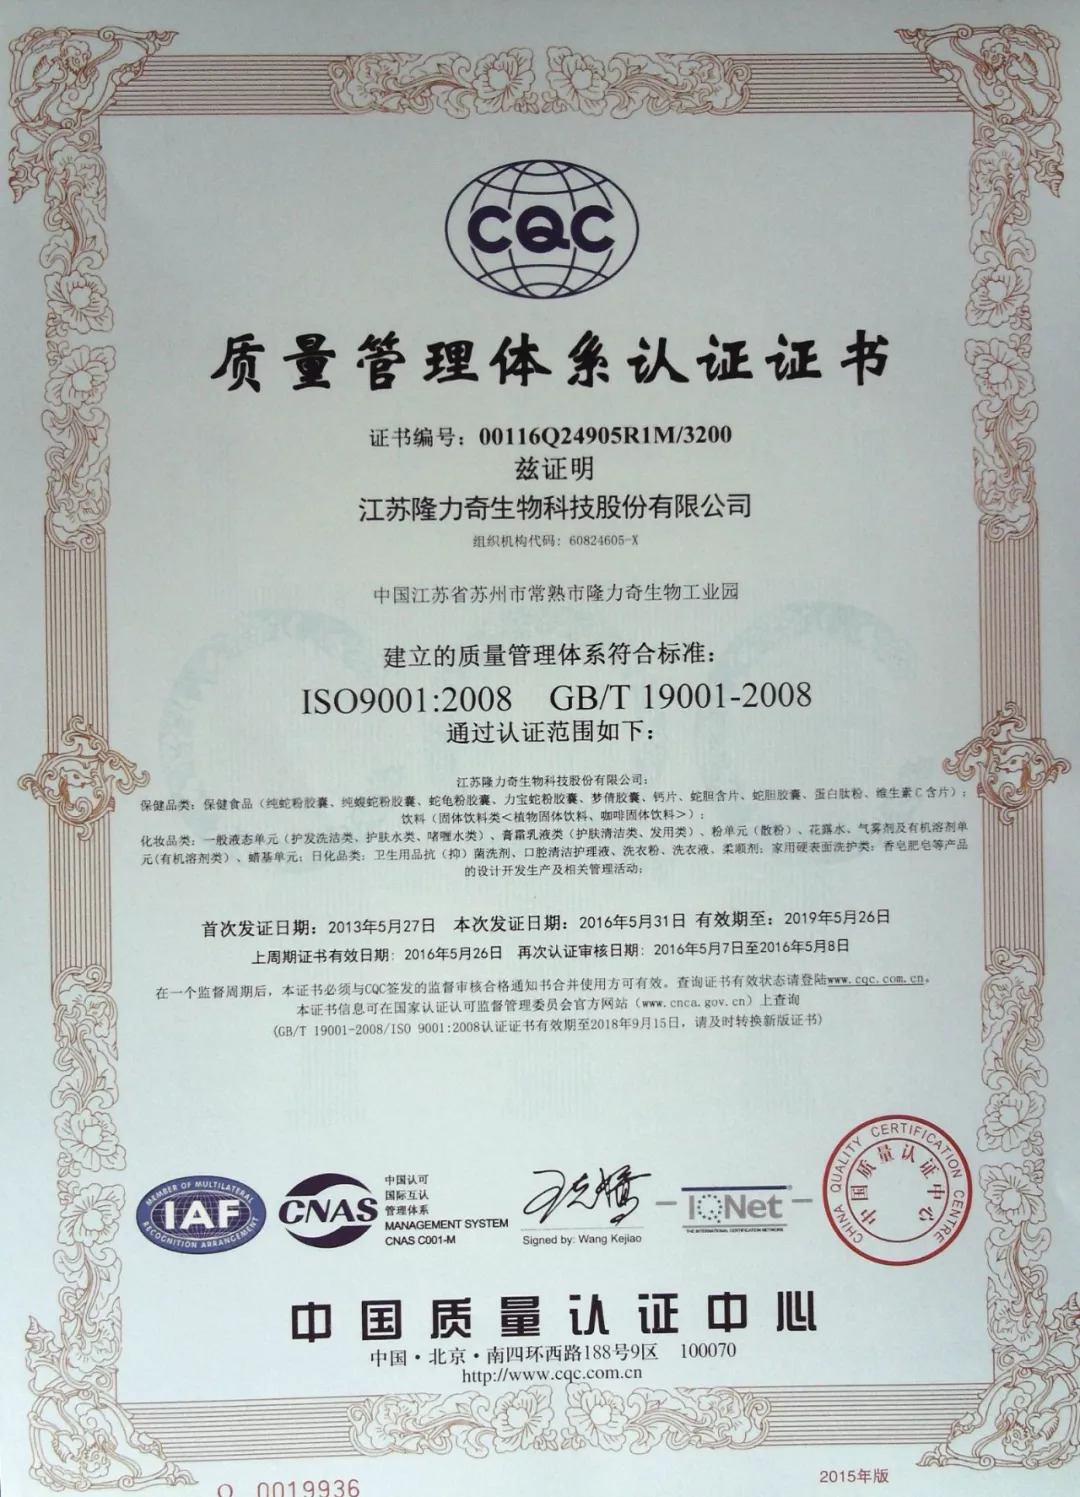 CQC
质量管理体系认证证书
证书编号：00116Q24905R1M/3200
兹证明
江苏隆力奇生物科技股份有限公司
组织机构代码：60824605-X
中国江苏省苏州市常熟市隆力奇生物工业园
建立的质量管理体系符合标准：
ISO9001:2008 GB/T 19001-2008
通过认证范围如下：
江苏隆力奇生物科技股份有限公司：
保健品类：保健食品（纯蛇粉胶囊、纯蝮蛇粉胶囊、蛇龟粉胶囊、力宝蛇粉胶囊、梦倩胶囊、钙片、蛇胆含片、蛇胆胶囊、蛋白肽粉、维生素C含片）；
饮料（固体饮料类＜植物固体饮料、咖啡固体饮料＞）；
化妆品类：一般液态单元（护发洗洁类、护肤水类、啫喱水类）、膏霜乳液类（护肤清洁类、发用类）、粉单元（散粉）、花露水、气雾剂及有机溶剂单
元（有机溶剂类）、蜡基单元；日化品类：卫生用品抗（抑）菌洗剂、口腔清洁护理液、洗衣粉、洗衣液、柔顺剂；家用硬表面洗护类；香皂肥皂等产品
的设计开发生产及相关管理活动；
首次发证日期：2013年5月27日 本次发证日期：2016年5月31日 有效期至：2019年5月26日
上周期证书有效日期：2016年5月26日 再次认证审核日期：2016年5月7日至2016年5月8日
在一个监督周期后，本证书必须与CQC签发的监督审核合格通知书合并使用方可有效。查询证书有效状态请登陆www.cqc.com.cn。
本证书信息可在国家认证认可监督管理委员会官方网站（www.cnca.gov.cn）上查询
(GB/T 19001-2008/ISO 9001:2008认证证书有效期至2018年9月15日，请及时转换新版证书)
MEMBER OF MULTILATERAL
IAF
RECOGNITION ARRANGEMENT
CNAS
中国认可
国际互认
管理体系
MANAGEMENT SYSTEM
CNAS C001-M
Signed by: Wang Kejiao
IQNet
THE INTERNATIONAL CERTIFICATION NETWORK
CHINA QUALITY CERTIFICATION CENTRE
中国质量认证中心
中国质量认证中心
中国·北京·南四环西路188号9区 100070
http://www.cqc.com.cn
0019936
2015年版